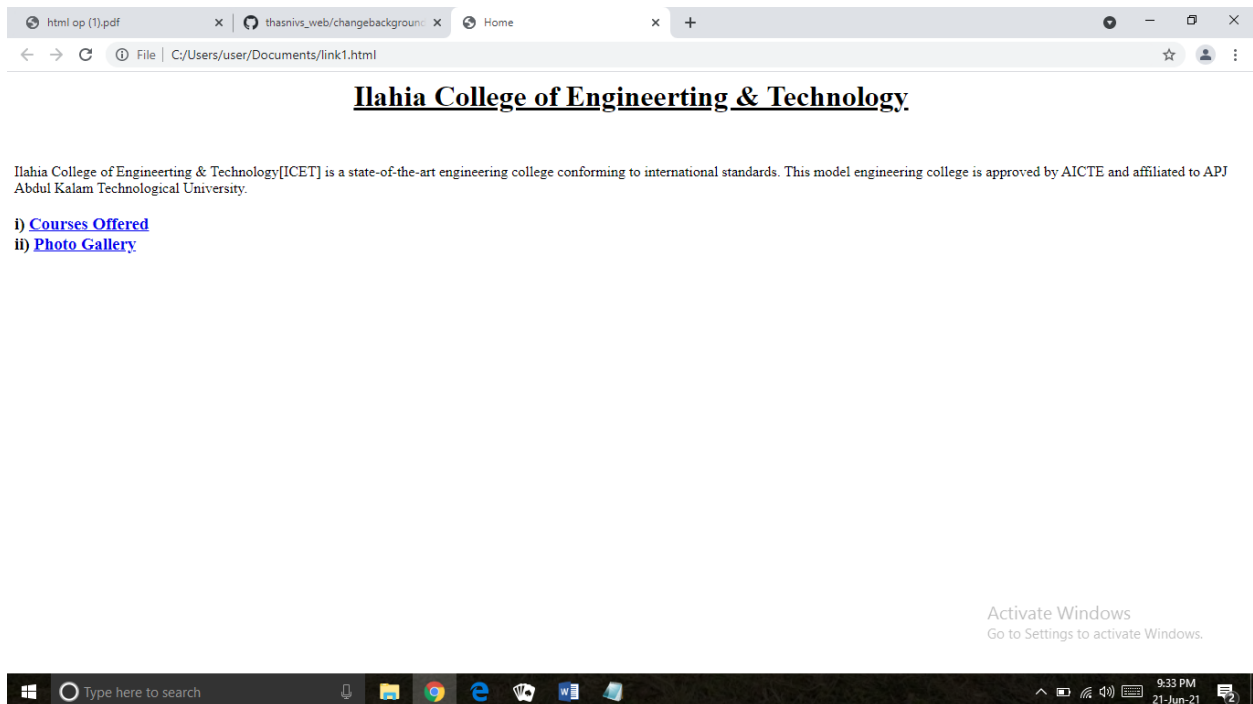 html op (1).pdf
thasnivs_web/changebackground
Home
File | C:/Users/user/Documents/link1.html
Ilahia College of Engineerting & Technology
Ilahia College of Engineerting & Technology[ICET] is a state-of-the-art engineering college conforming to international standards. This model engineering college is approved by AICTE and affiliated to APJ
Abdul Kalam Technological University.
i) Courses Offered
ii) Photo Gallery
Activate Windows
Go to Settings to activate Windows.
Type here to search
9:33 PM
21-Jun-21
2